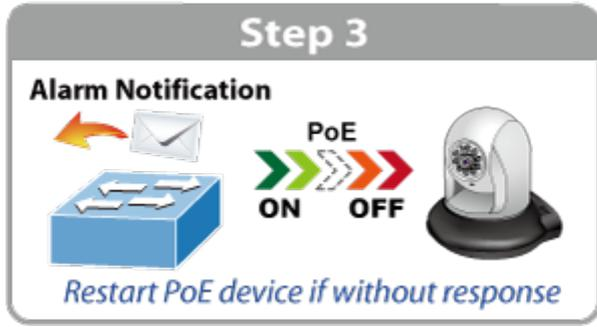 Step 3
Alarm Notification
PoE
ON OFF
Restart PoE device if without response